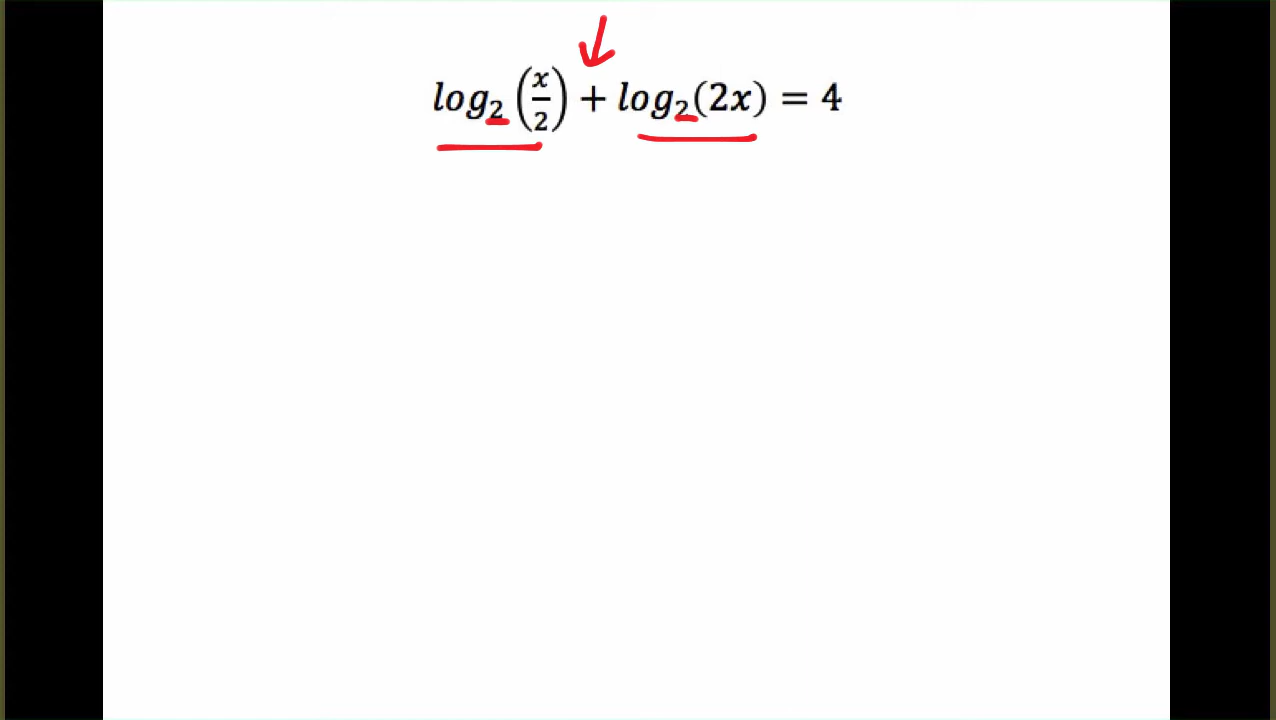 log₂(x/2) + log₂(2x) = 4